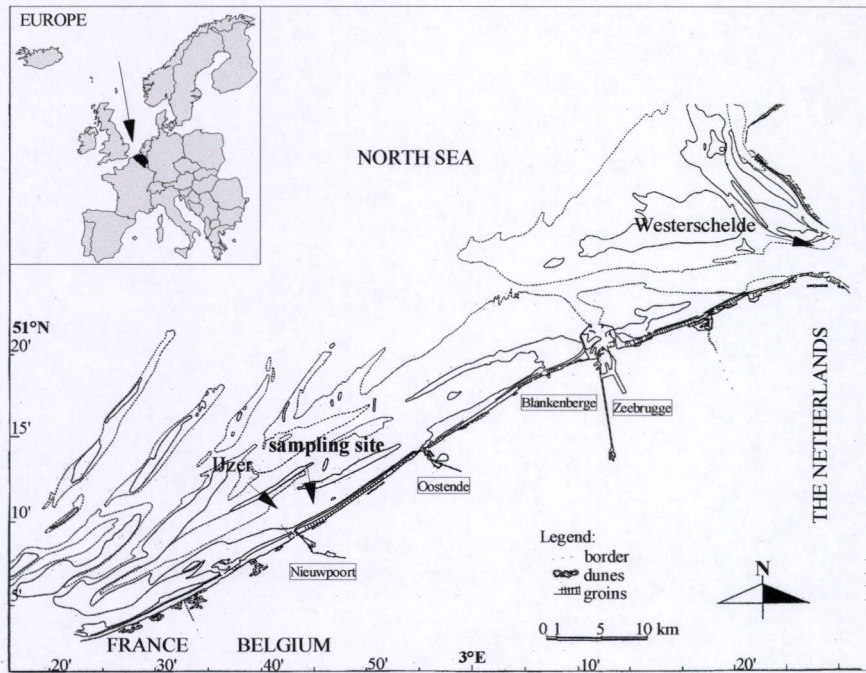 EUROPE
NORTH SEA
Westerschelde
51°N
20'
15'
10'
5'
sampling site
IJzer
Blankenberge
Zeebrugge
Oostende
Nieuwpoort
THE NETHERLANDS
Legend:
border
dunes
groins
N
0 1 5 10 km
FRANCE
BELGIUM
20' 30' 40' 50' 3°E 10' 20'